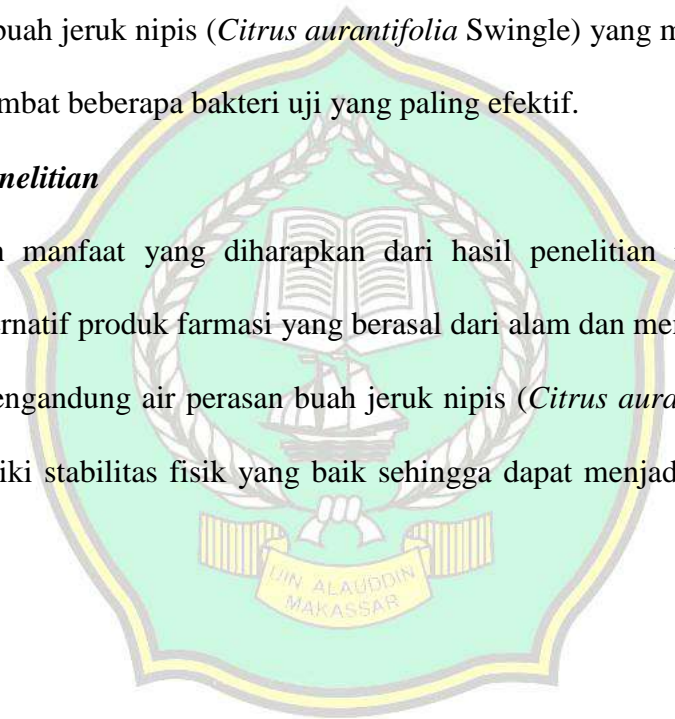 buah jeruk nipis (Citrus aurantifolia Swingle) yang m
mbat beberapa bakteri uji yang paling efektif.
nelitian
manfaat yang diharapkan dari hasil penelitian
rnatif produk farmasi yang berasal dari alam dan me
engandung air perasan buah jeruk nipis (Citrus aura
iki stabilitas fisik yang baik sehingga dapat menjad
UIN ALAUDDIN
MAKASSAR